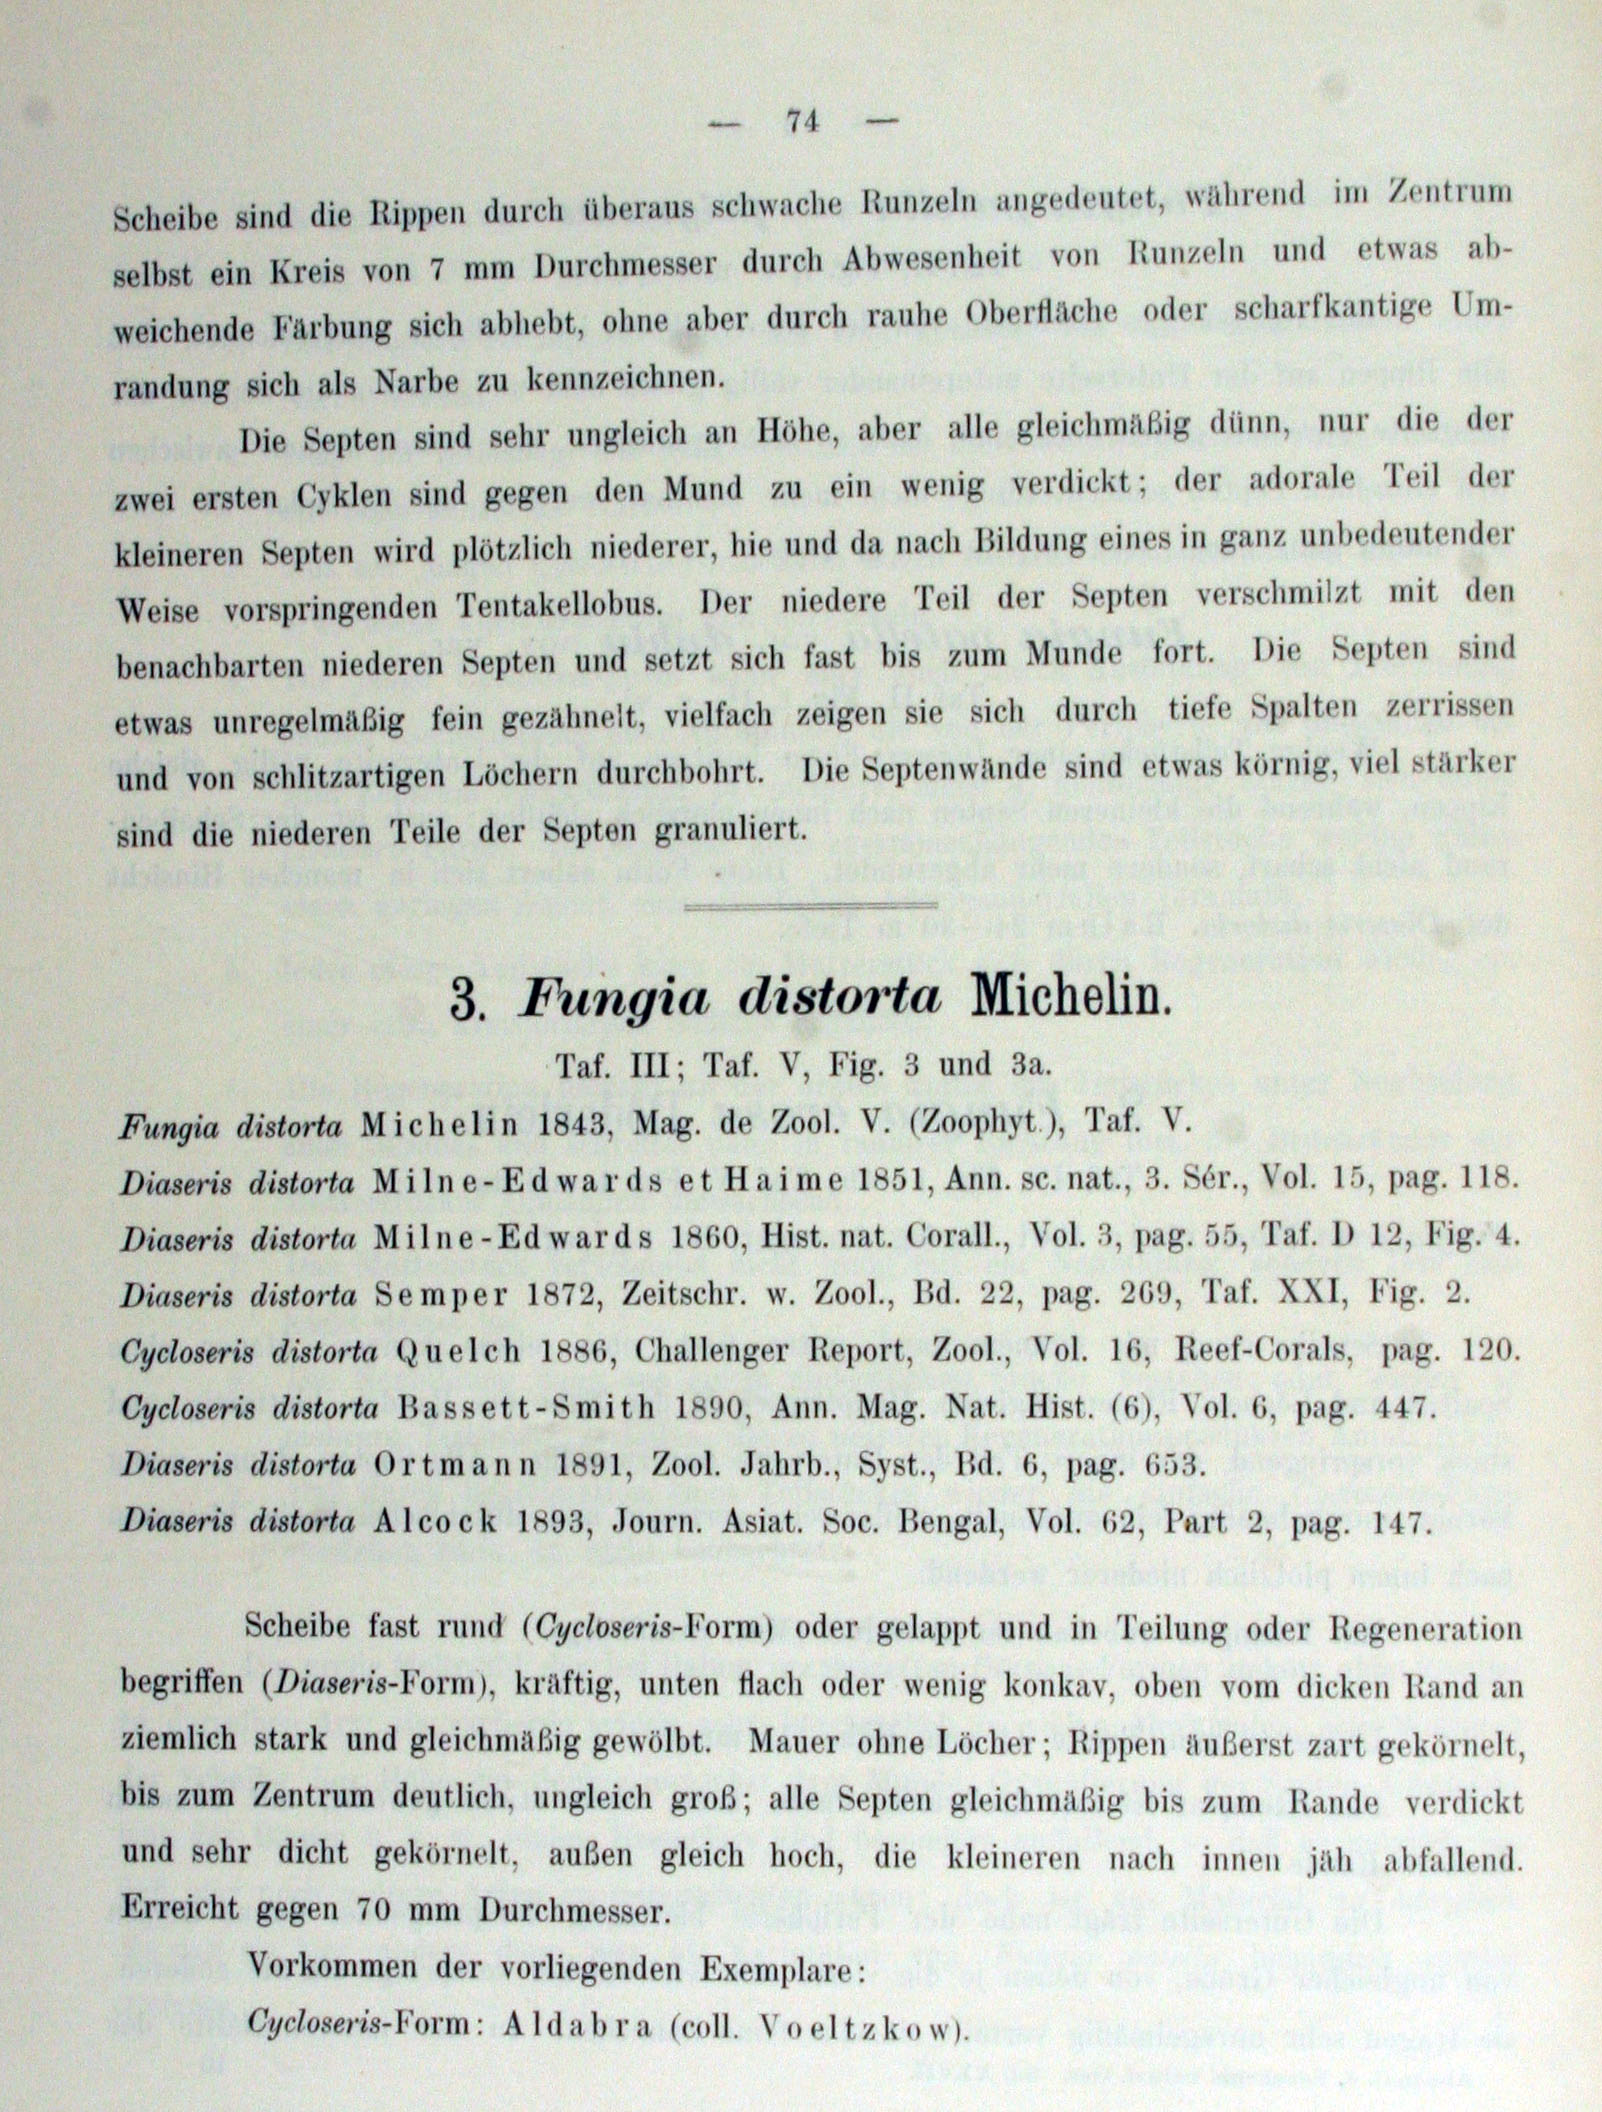 — 74 —
Scheibe sind die Rippen durch überaus schwache Runzeln angedeutet, während im Zentrum
selbst ein Kreis von 7 mm Durchmesser durch Abwesenheit von Runzeln und etwas ab-
weichende Färbung sich abhebt, ohne aber durch rauhe Oberfläche oder scharfkantige Um-
randung sich als Narbe zu kennzeichnen.
Die Septen sind sehr ungleich an Höhe, aber alle gleichmäßig dünn, nur die der
zwei ersten Cyklen sind gegen den Mund zu ein wenig verdickt; der adorale Teil der
kleineren Septen wird plötzlich niederer, hie und da nach Bildung eines in ganz unbedeutender
Weise vorspringenden Tentakellobus. Der niedere Teil der Septen verschmilzt mit den
benachbarten niederen Septen und setzt sich fast bis zum Munde fort. Die Septen sind
etwas unregelmäßig fein gezähnelt, vielfach zeigen sie sich durch tiefe Spalten zerrissen
und von schlitzartigen Löchern durchbohrt. Die Septenwände sind etwas körnig, viel stärker
sind die niederen Teile der Septen granuliert.
3. Fungia distorta Michelin.
Taf. III; Taf. V, Fig. 3 und 3a.
Fungia distorta Michelin 1843, Mag. de Zool. V. (Zoophyt.), Taf. V.
Diaseris distorta Milne-Edwards et Haime 1851, Ann. sc. nat., 3. Sér., Vol. 15, pag. 118.
Diaseris distorta Milne-Edwards 1860, Hist. nat. Corall., Vol. 3, pag. 55, Taf. D 12, Fig. 4.
Diaseris distorta Semper 1872, Zeitschr. w. Zool., Bd. 22, pag. 269, Taf. XXI, Fig. 2.
Cycloseris distorta Quelch 1886, Challenger Report, Zool., Vol. 16, Reef-Corals, pag. 120.
Cycloseris distorta Bassett-Smith 1890, Ann. Mag. Nat. Hist. (6), Vol. 6, pag. 447.
Diaseris distorta Ortmann 1891, Zool. Jahrb., Syst., Bd. 6, pag. 653.
Diaseris distorta Alcock 1893, Journ. Asiat. Soc. Bengal, Vol. 62, Part 2, pag. 147.
Scheibe fast rund (Cycloseris-Form) oder gelappt und in Teilung oder Regeneration
begriffen (Diaseris-Form), kräftig, unten flach oder wenig konkav, oben vom dicken Rand an
ziemlich stark und gleichmäßig gewölbt. Mauer ohne Löcher; Rippen äußerst zart gekörnelt,
bis zum Zentrum deutlich, ungleich groß; alle Septen gleichmäßig bis zum Rande verdickt
und sehr dicht gekörnelt, außen gleich hoch, die kleineren nach innen jäh abfallend.
Erreicht gegen 70 mm Durchmesser.
Vorkommen der vorliegenden Exemplare:
Cycloseris-Form: Aldabra (coll. Voeltzkow).